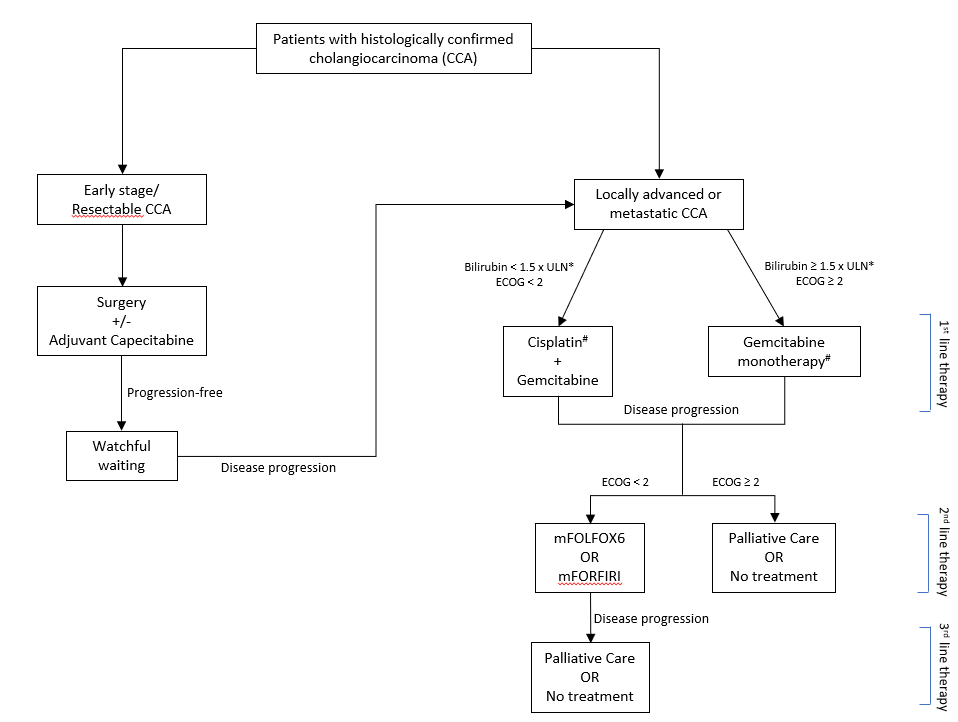 Patients with histologically confirmed
cholangiocarcinoma (CCA)
Early stage/
Resectable CCA
Locally advanced or
metastatic CCA
Bilirubin < 1.5 x ULN*
ECOG < 2
Bilirubin ≥ 1.5 x ULN*
ECOG ≥ 2
Surgery
+/-
Adjuvant Capecitabine
Cisplatin#
+
Gemcitabine
Gemcitabine
monotherapy#
1st line therapy
Progression-free
Disease progression
Watchful
waiting
Disease progression
ECOG < 2
ECOG ≥ 2
mFOLFOX6
OR
mFORFIRI
Palliative Care
OR
No treatment
2nd line therapy
Disease progression
Palliative Care
OR
No treatment
3rd line therapy